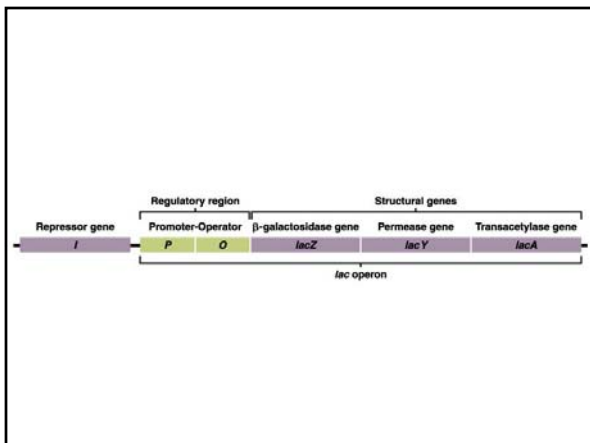 Regulatory region Structural genes
Repressor gene Promoter-Operator β-galactosidase gene Permease gene Transacetylase gene
I P O lacZ lacY lacA
lac operon